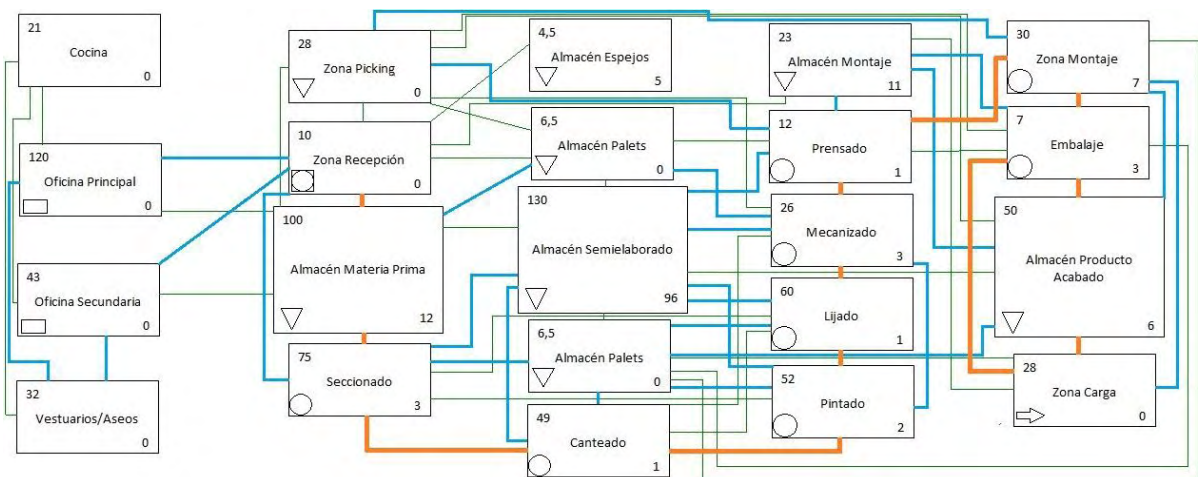 21
Cocina
0
120
Oficina Principal
0
43
Oficina Secundaria
0
32
Vestuarios/Aseos
0
28
Zona Picking
0
10
Zona Recepción
0
100
Almacén Materia Prima
12
75
Seccionado
3
4,5
Almacén Espejos
5
6,5
Almacén Palets
0
130
Almacén Semielaborado
96
6,5
Almacén Palets
0
49
Canteado
1
23
Almacén Montaje
11
12
Prensado
1
26
Mecanizado
3
60
Lijado
1
52
Pintado
2
30
Zona Montaje
7
7
Embalaje
3
50
Almacén Producto
Acabado
6
28
Zona Carga
0